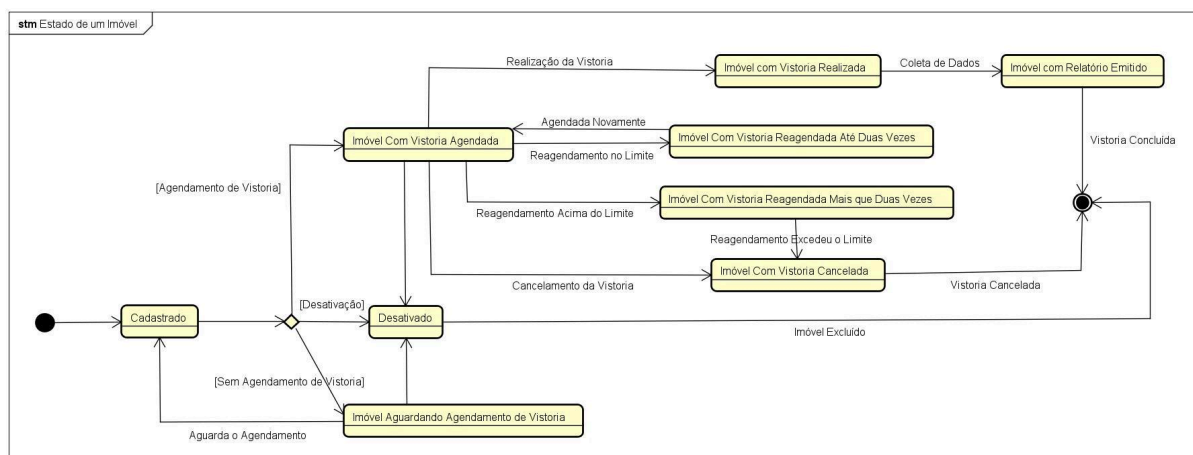 stm Estado de um Imóvel
Realização da Vistoria
Imóvel com Vistoria Realizada
Coleta de Dados
Imóvel com Relatório Emitido
Agendada Novamente
Imóvel Com Vistoria Agendada
Imóvel Com Vistoria Reagendada Até Duas Vezes
Vistoria Concluída
Reagendamento no Limite
[Agendamento de Vistoria]
Imóvel Com Vistoria Reagendada Mais que Duas Vezes
Reagendamento Acima do Limite
Reagendamento Excedeu o Limite
Imóvel Com Vistoria Cancelada
Cancelamento da Vistoria
Vistoria Cancelada
[Desativação]
Cadastrado
Desativado
Imóvel Excluído
[Sem Agendamento de Vistoria]
Imóvel Aguardando Agendamento de Vistoria
Aguarda o Agendamento